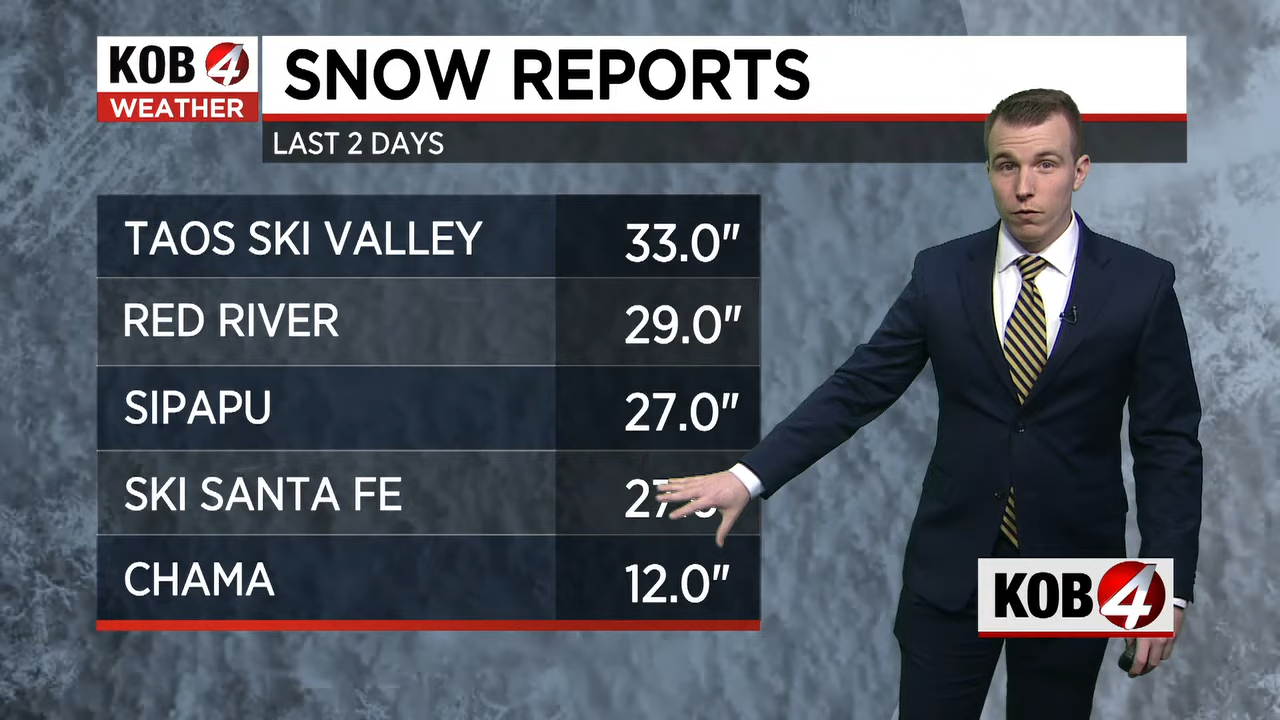 KOB 4
WEATHER
SNOW REPORTS
LAST 2 DAYS
TAOS SKI VALLEY 33.0"
RED RIVER 29.0"
SIPAPU 27.0"
SKI SANTA FE
CHAMA 12.0"
KOB 4